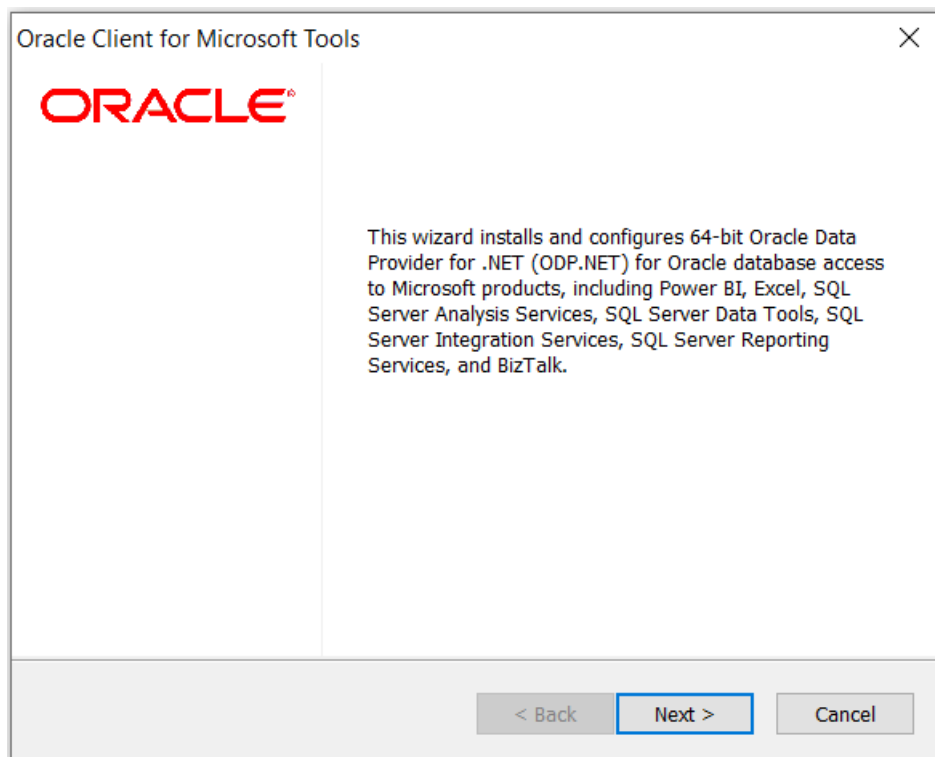 Oracle Client for Microsoft Tools
ORACLE®
This wizard installs and configures 64-bit Oracle Data
Provider for .NET (ODP.NET) for Oracle database access
to Microsoft products, including Power BI, Excel, SQL
Server Analysis Services, SQL Server Data Tools, SQL
Server Integration Services, SQL Server Reporting
Services, and BizTalk.
< Back
Next >
Cancel